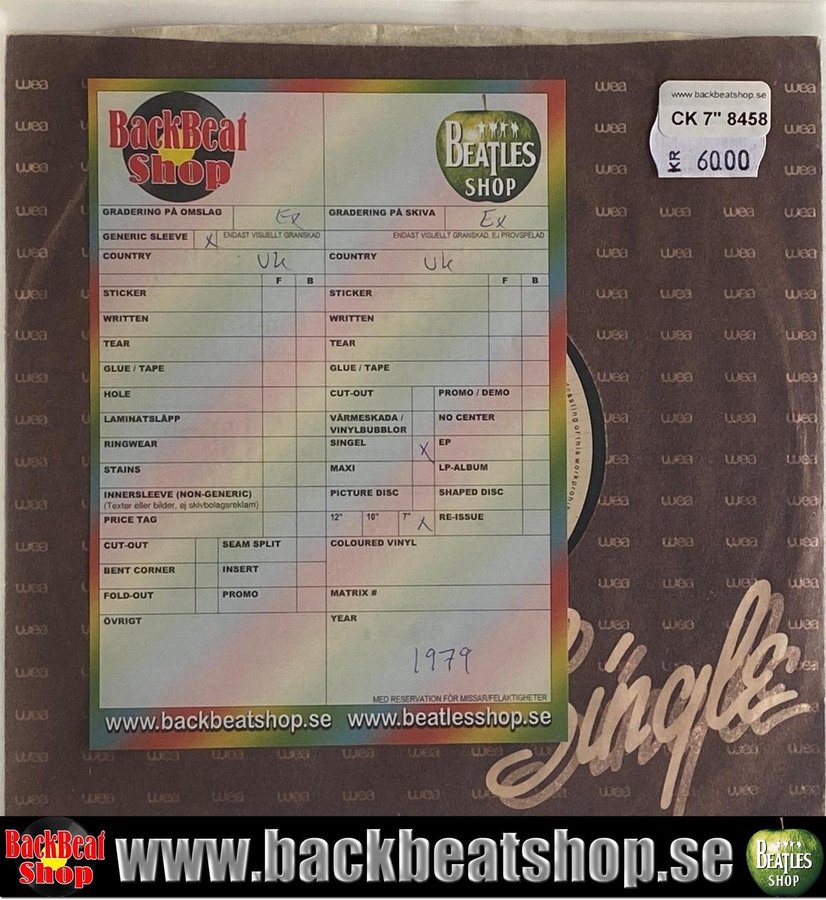 www.backbeatshop.se
CK 7" 8458
KR 60.00
BackBeat
Shop
BEATLES
SHOP
GRADERING PÅ OMSLAG Ex
GRADERING PÅ SKIVA Ex
GENERIC SLEEVE x ENDAST VISUELLT GRANSKAD
ENDAST VISUELLT GRANSKAD, EJ PROVSPELAD
COUNTRY UK
COUNTRY UK
F B
F B
STICKER
STICKER
WRITTEN
WRITTEN
TEAR
TEAR
GLUE / TAPE
GLUE / TAPE
HOLE
CUT-OUT
PROMO / DEMO
LAMINATSLÄPP
VÄRMESKADA /
VINYLBUBBLOR
NO CENTER
RINGWEAR
SINGEL x
EP
STAINS
MAXI
LP-ALBUM
INNERSLEEVE (NON-GENERIC)
(Texter eller bilder, ej skivbolagsreklam)
PICTURE DISC
SHAPED DISC
PRICE TAG
12" 10" 7" x
RE-ISSUE
CUT-OUT
SEAM SPLIT
COLOURED VINYL
BENT CORNER
INSERT
FOLD-OUT
PROMO
MATRIX #
ÖVRIGT
YEAR
1979
MED RESERVATION FÖR MISSAR/FELAKTIGHETER
www.backbeatshop.se www.beatlesshop.se
wea
Single
BackBeat
Shop
www.backbeatshop.se
BEATLES
SHOP